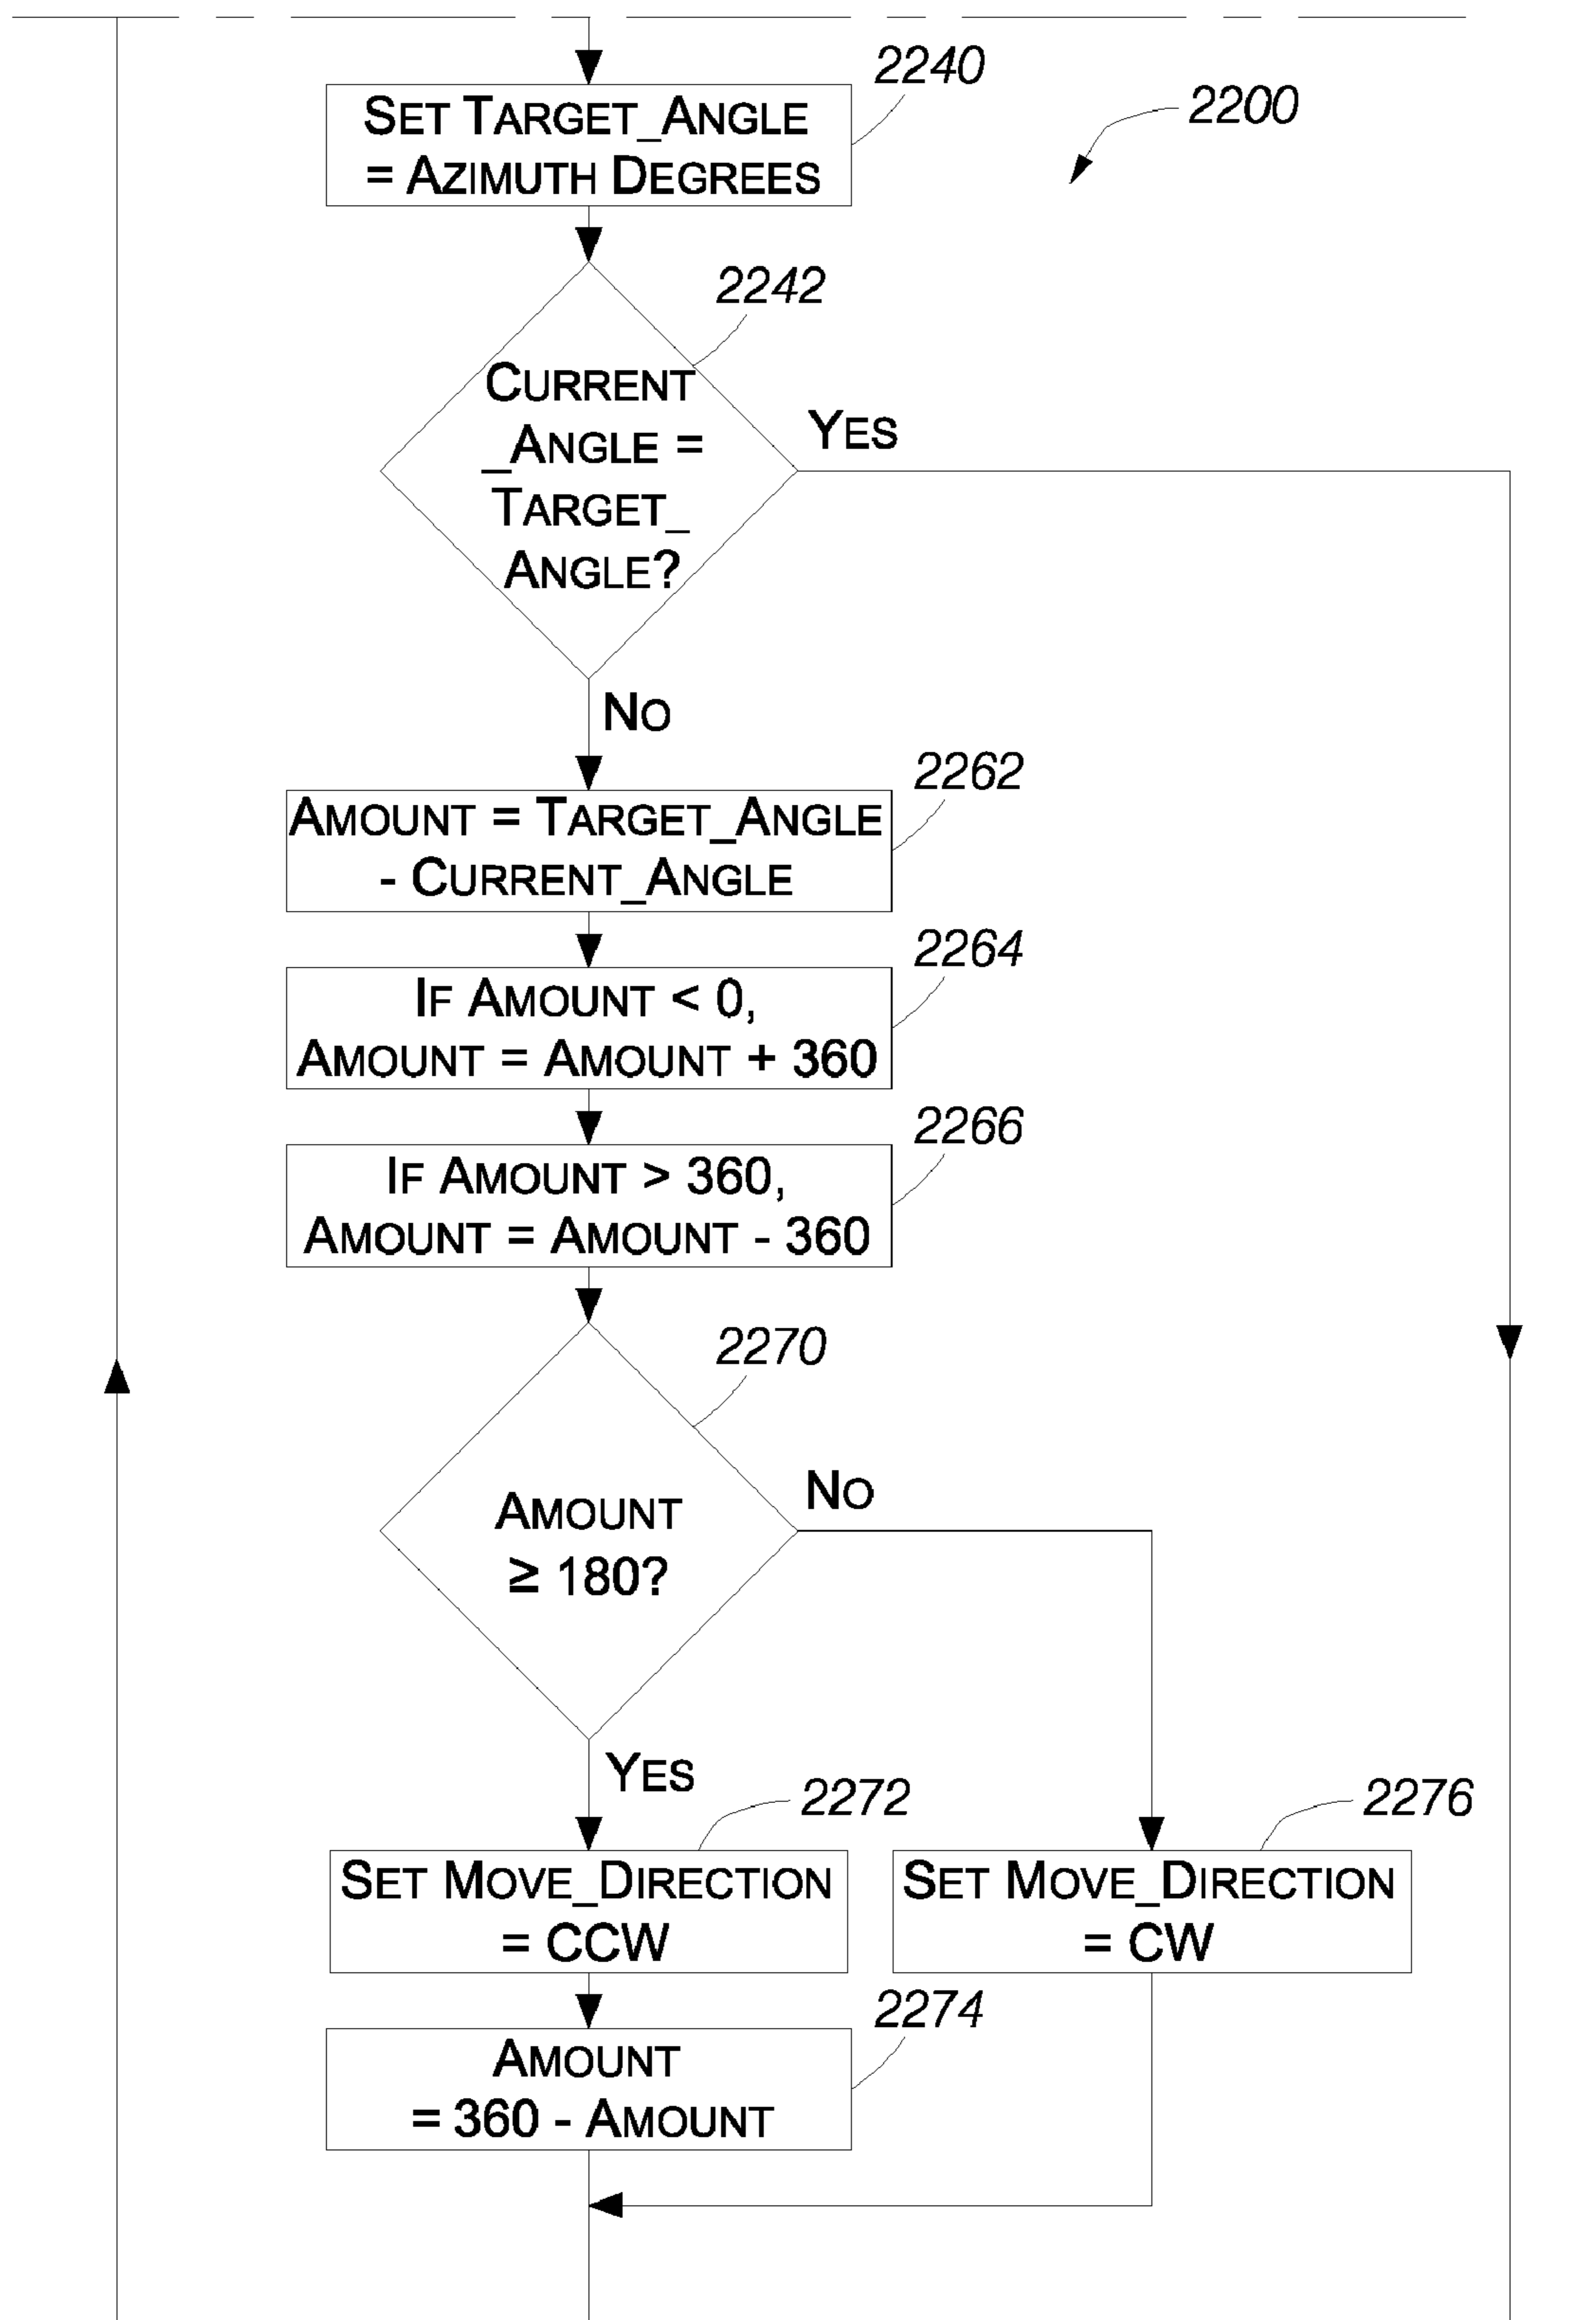 2240
2200
SET TARGET_ANGLE
= AZIMUTH DEGREES
2242
CURRENT
_ANGLE =
TARGET_
ANGLE?
YES
NO
2262
AMOUNT = TARGET_ANGLE
- CURRENT_ANGLE
2264
IF AMOUNT < 0,
AMOUNT = AMOUNT + 360
2266
IF AMOUNT > 360,
AMOUNT = AMOUNT - 360
2270
NO
AMOUNT
≥ 180?
YES
2272
2276
SET MOVE_DIRECTION
= CCW
SET MOVE_DIRECTION
= CW
2274
AMOUNT
= 360 - AMOUNT